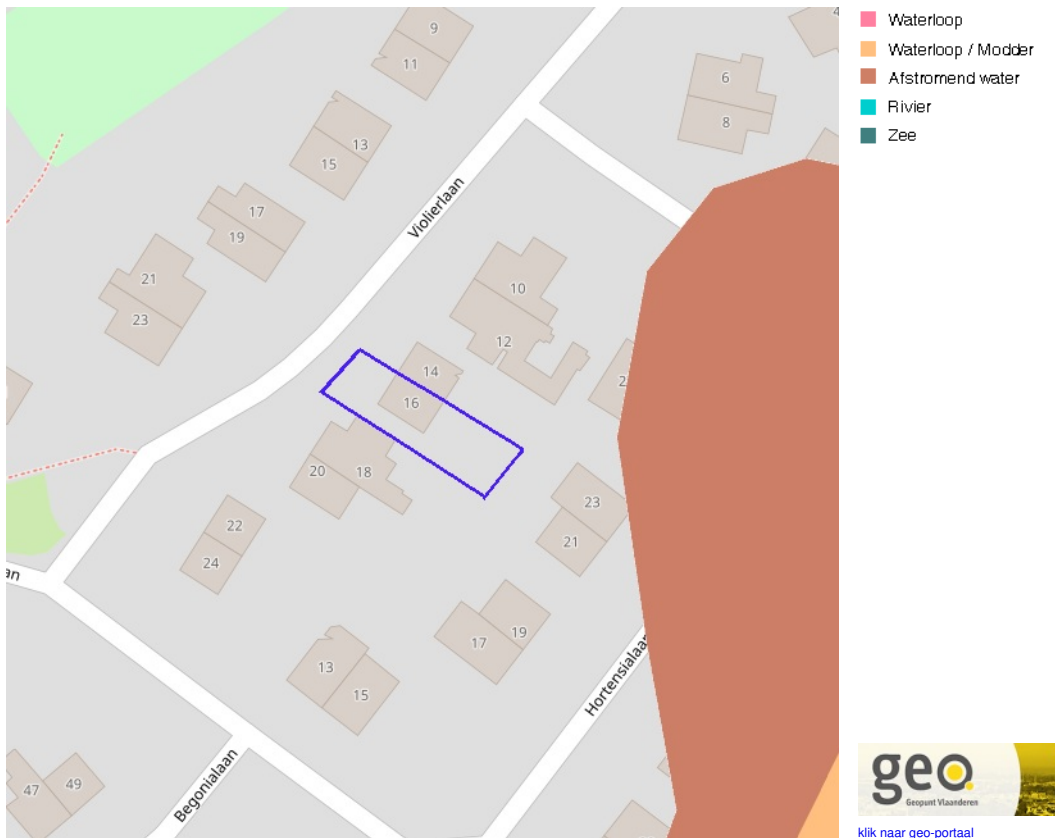 9
11
13
15
17
19
21
23
Violierlaan
6
8
10
12
14
16
18
20
22
24
23
21
19
17
13
15
Hortensialaan
Begonialaan
47
49
Waterloop
Waterloop / Modder
Afstromend water
Rivier
Zee
geo
Geopunt Vlaanderen
klik naar geo-portaal